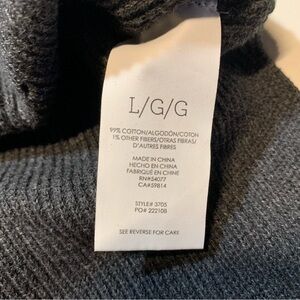 L/G/G
99% COTTON/ALGODÓN/COTON
1% OTHER FIBERS/OTRAS FIBRAS/
D'AUTRES FIBRES
MADE IN CHINA
HECHO EN CHINA
FABRIQUÉ EN CHINE
RN#54077
CA#59814
STYLE# 3705
PO# 222108
SEE REVERSE FOR CARE